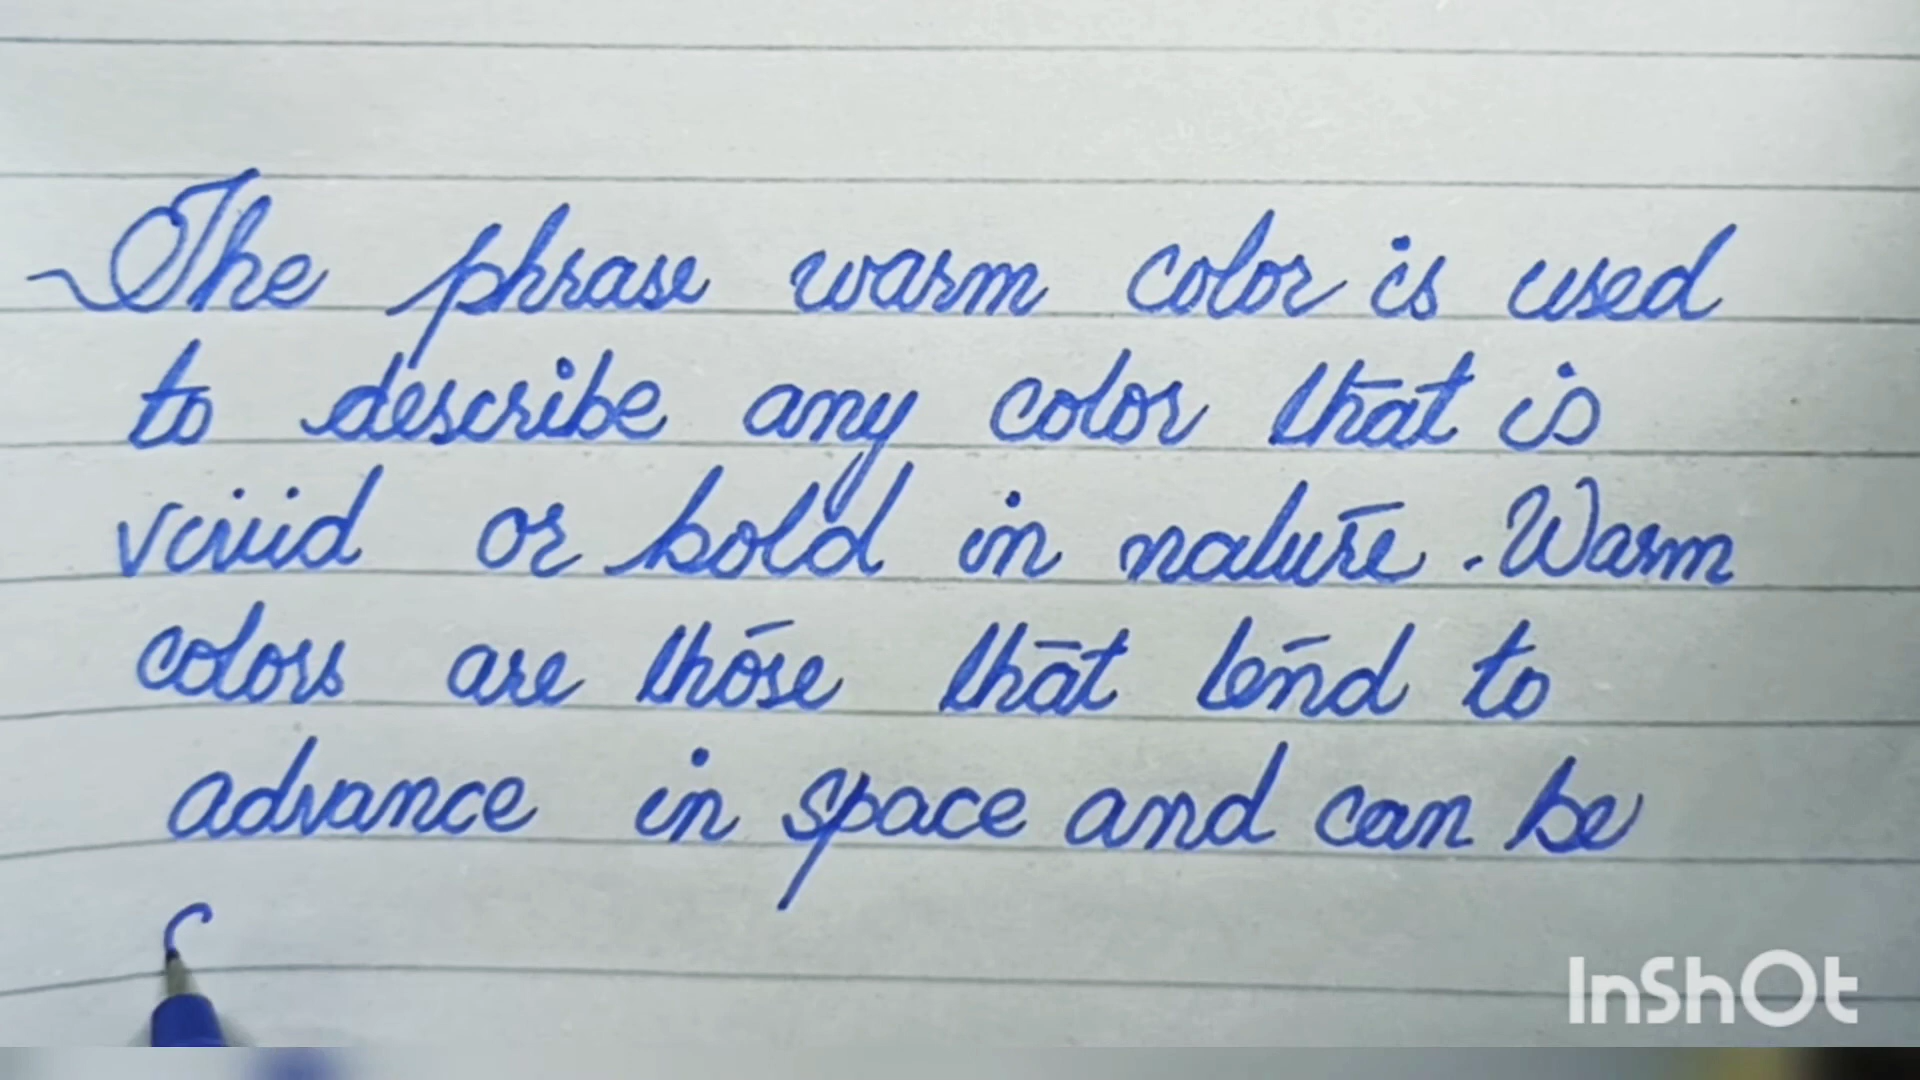 The phrase warm color is used
to describe any color that is
vivid or bold in nature. Warm
colors are those that tend to
advance in space and can be
InShOt